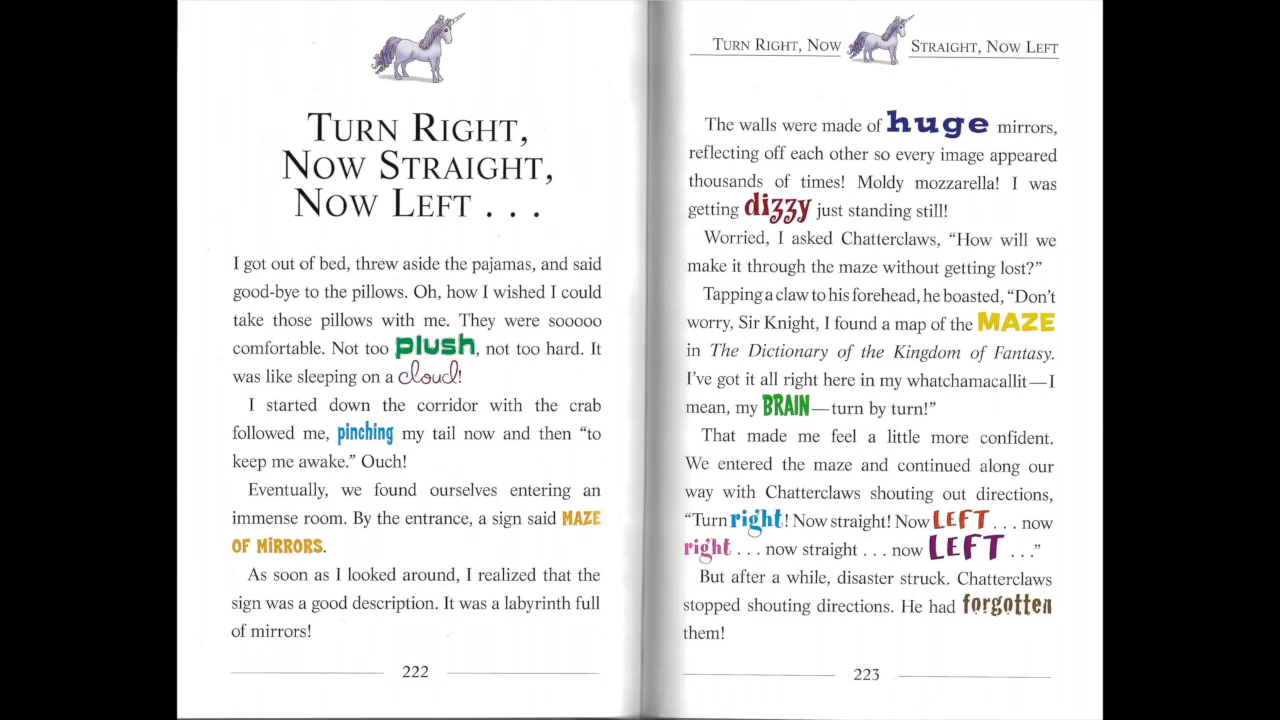 TURN RIGHT,
NOW STRAIGHT,
NOW LEFT . . .
I got out of bed, threw aside the pajamas, and said
good-bye to the pillows. Oh, how I wished I could
take those pillows with me. They were sooooo
comfortable. Not too plush, not too hard. It
was like sleeping on a cloud!
I started down the corridor with the crab
followed me, pinching my tail now and then “to
keep me awake.” Ouch!
Eventually, we found ourselves entering an
immense room. By the entrance, a sign said MAZE
OF MIRRORS.
As soon as I looked around, I realized that the
sign was a good description. It was a labyrinth full
of mirrors!
222
TURN RIGHT, NOW STRAIGHT, NOW LEFT
The walls were made of huge mirrors,
reflecting off each other so every image appeared
thousands of times! Moldy mozzarella! I was
getting dizzy just standing still!
Worried, I asked Chatterclaws, “How will we
make it through the maze without getting lost?”
Tapping a claw to his forehead, he boasted, “Don’t
worry, Sir Knight, I found a map of the MAZE
in The Dictionary of the Kingdom of Fantasy.
I’ve got it all right here in my whatchamacallit—I
mean, my BRAIN—turn by turn!”
That made me feel a little more confident.
We entered the maze and continued along our
way with Chatterclaws shouting out directions,
“Turn right! Now straight! Now LEFT . . . now
right . . . now straight . . . now LEFT . . .”
But after a while, disaster struck. Chatterclaws
stopped shouting directions. He had forgotten
them!
223